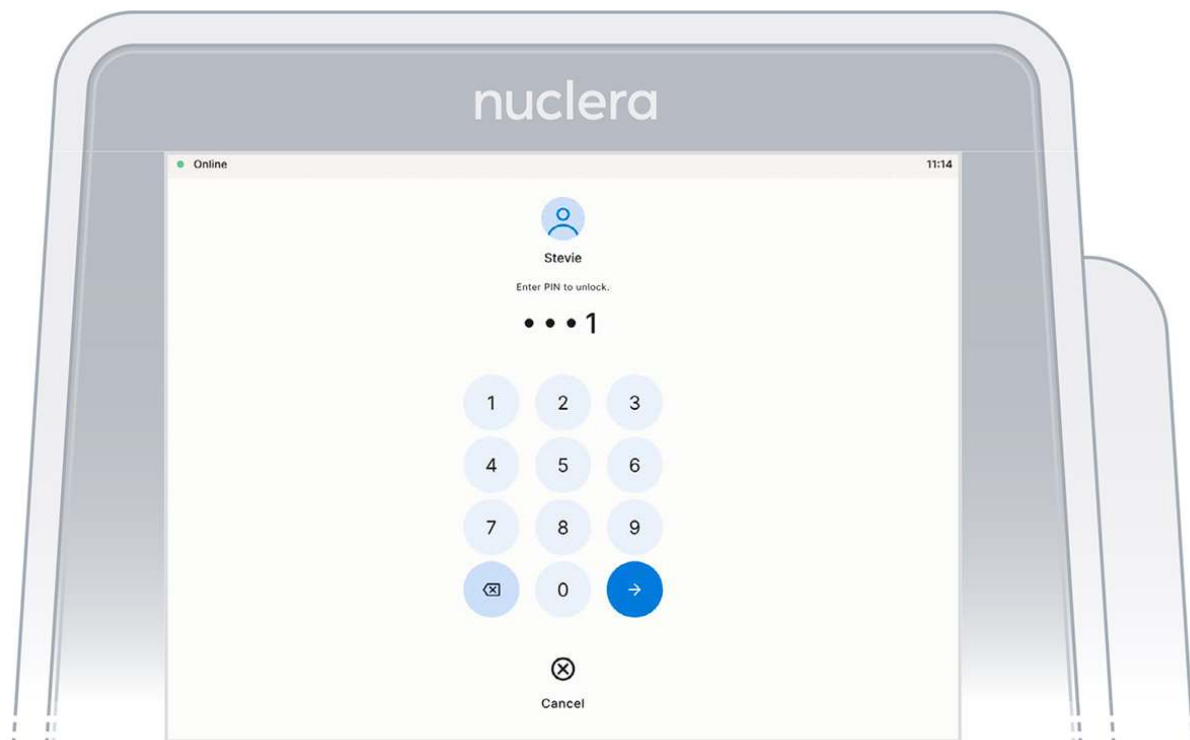 nuclera
Online 11:14
Stevie
Enter PIN to unlock.
•••1
1 2 3
4 5 6
7 8 9
0
Cancel